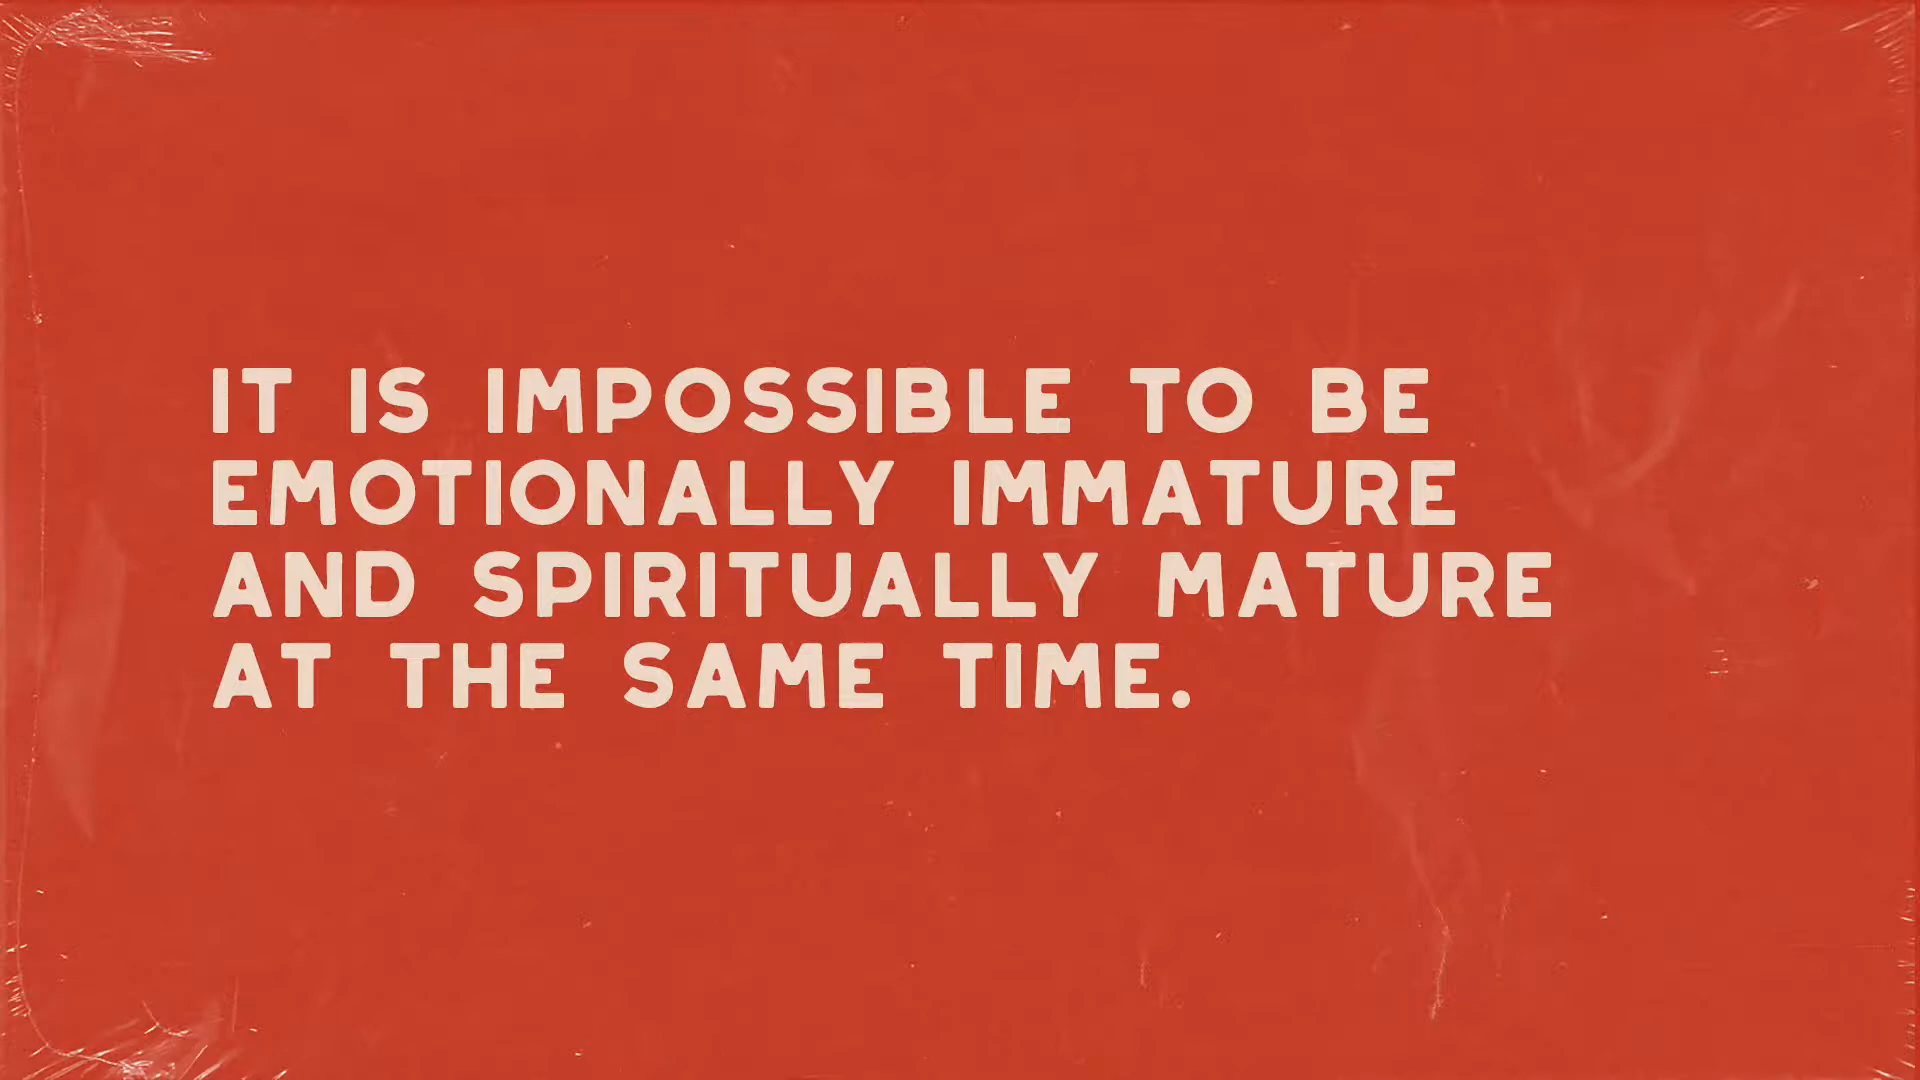 IT IS IMPOSSIBLE TO BE
EMOTIONALLY IMMATURE
AND SPIRITUALLY MATURE
AT THE SAME TIME.